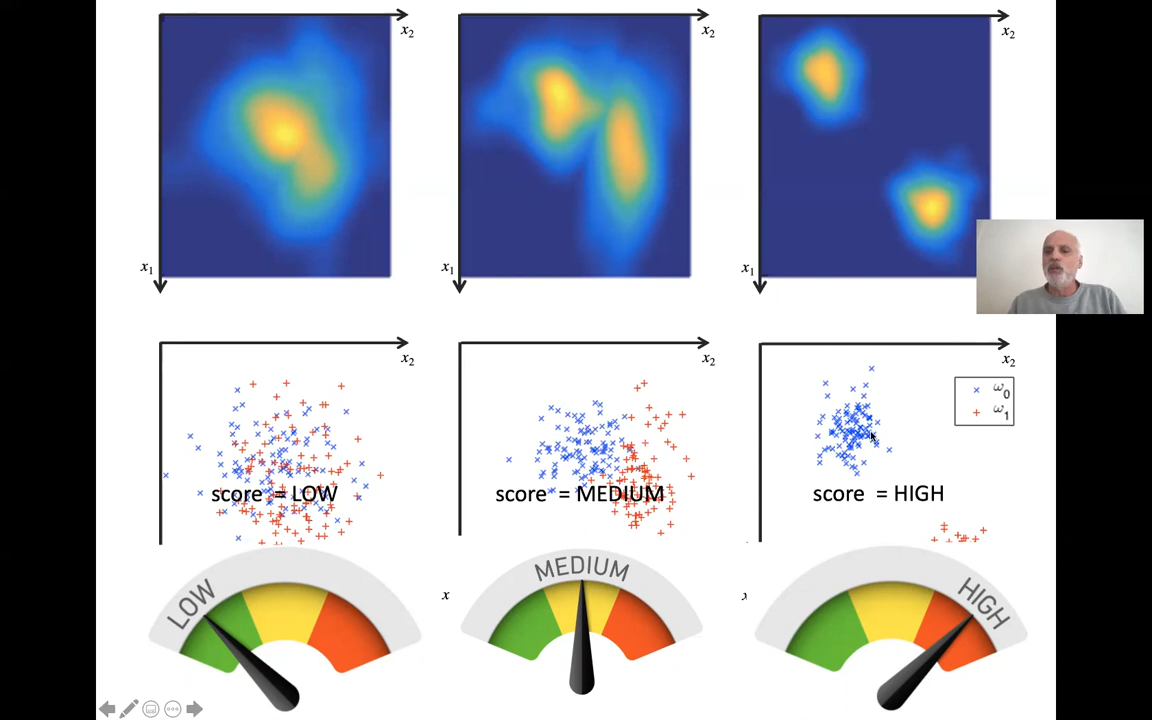 x2
x2
x2
x1
x1
x1
x2
x2
x2
ω0
ω1
score = LOW
score = MEDIUM
score = HIGH
LOW
MEDIUM
HIGH
x